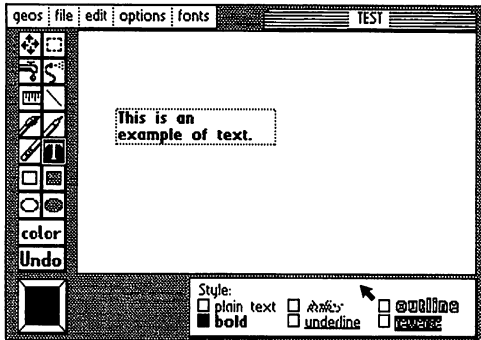 geos file edit options fonts
TEST
This is an
example of text.
T
color
Undo
Style:
plain text italics outline
bold underline reverse